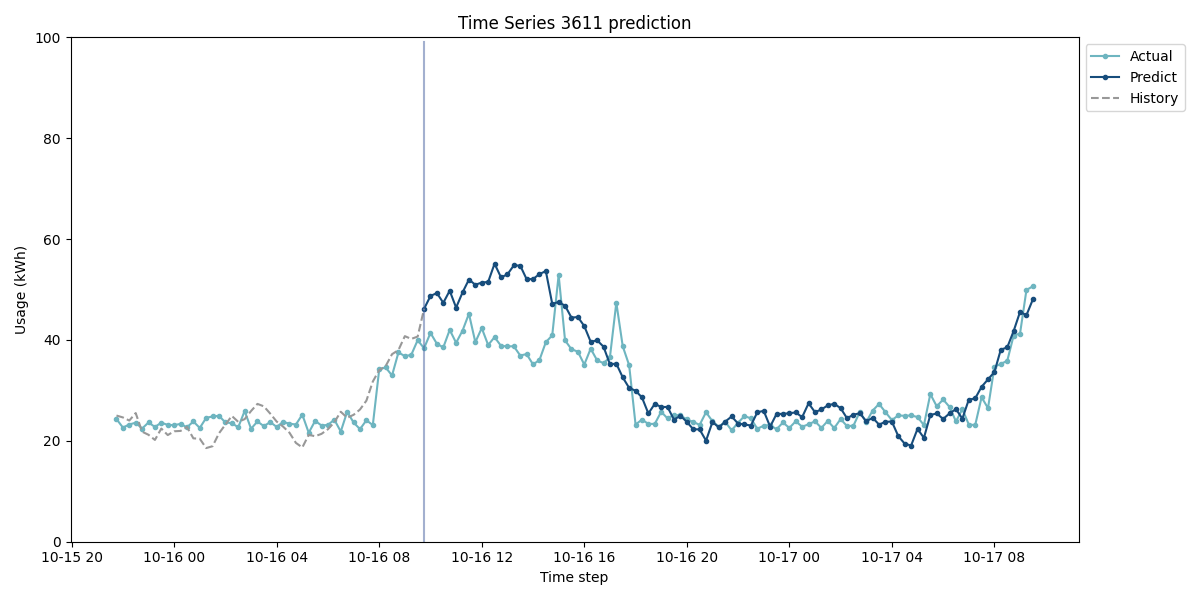 Time Series 3611 prediction
100
80
60
40
20
0
Usage (kWh)
10-15 20
10-16 00
10-16 04
10-16 08
10-16 12
10-16 16
10-16 20
10-17 00
10-17 04
10-17 08
Time step
Actual
Predict
History